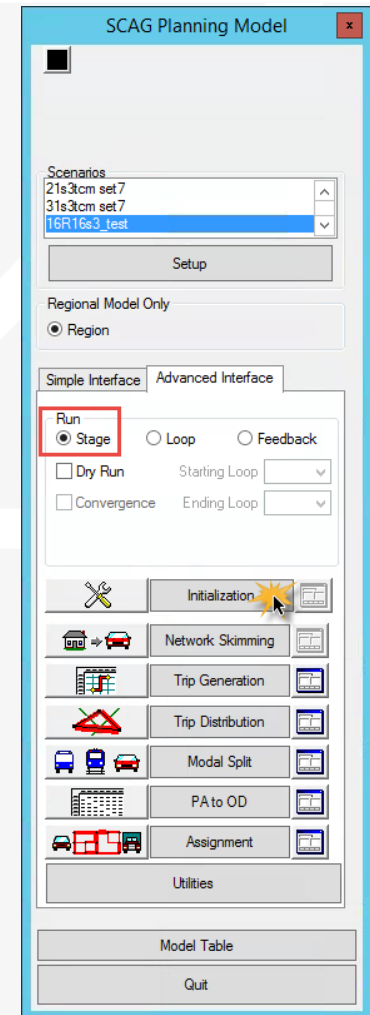 SCAG Planning Model
x
Scenarios
21s3tcm set7
31s3tcm set7
16R16s3_test
Setup
Regional Model Only
Region
Simple Interface Advanced Interface
Run
Stage Loop Feedback
Dry Run Starting Loop
Convergence Ending Loop
Initialization
Network Skimming
Trip Generation
Trip Distribution
Modal Split
PA to OD
Assignment
Utilities
Model Table
Quit